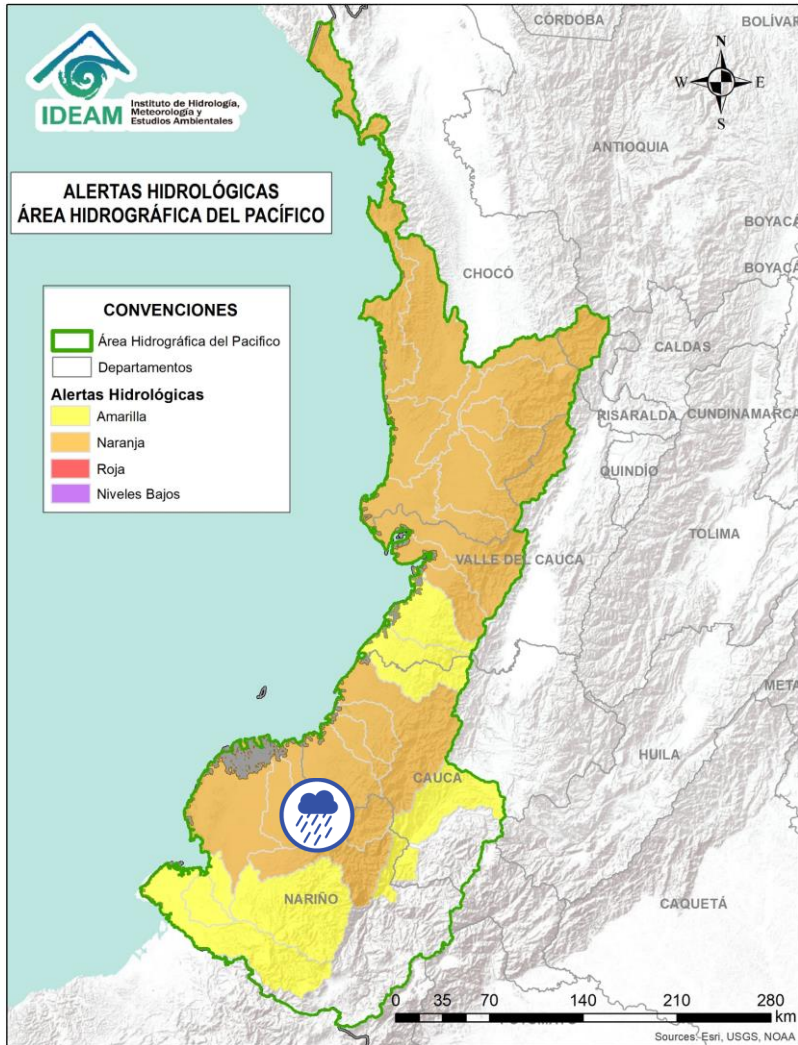 CÓRDOBA
BOLÍVAR
IDEAM
Instituto de Hidrología,
Meteorología y
Estudios Ambientales
N
W
E
S
ANTIOQUIA
ALERTAS HIDROLÓGICAS
ÁREA HIDROGRÁFICA DEL PACÍFICO
BOYACÁ
BOYACÁ
CHOCÓ
CONVENCIONES
Área Hidrográfica del Pacifico
Departamentos
Alertas Hidrológicas
Amarilla
Naranja
Roja
Niveles Bajos
CALDAS
RISARALDA
CUNDINAMARCA
QUINDÍO
TOLIMA
VALLE DEL CAUCA
META
HUILA
CAUCA
NARIÑO
CAQUETÁ
0 35 70 140 210 280
km
Sources: Esri, USGS, NOAA